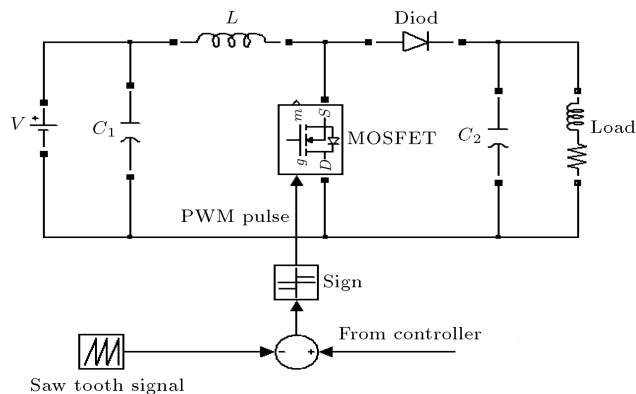 L
Diod
V
+
C1
m
S
g
D
MOSFET
C2
Load
PWM pulse
Sign
From controller
-
+
Saw tooth signal